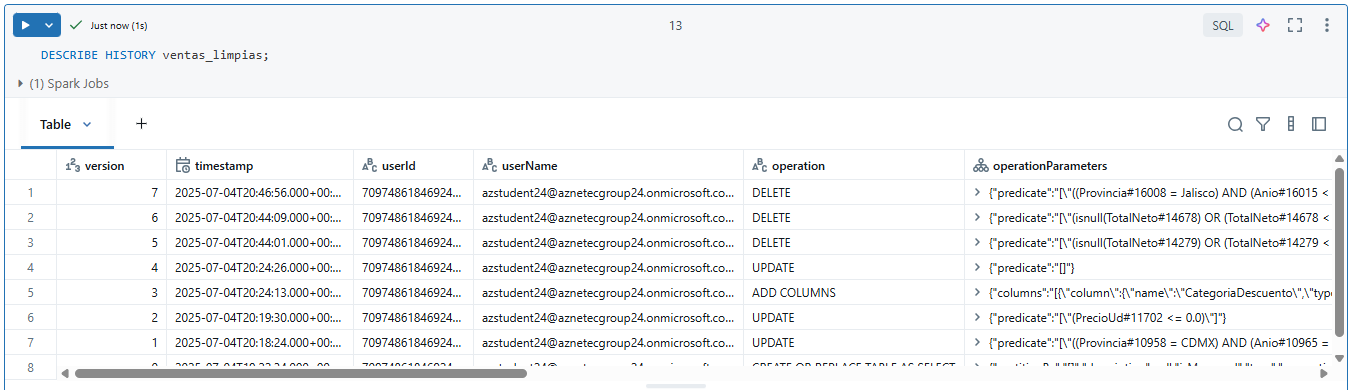 Just now (1s)
13
SQL
DESCRIBE HISTORY ventas_limpias;
(1) Spark Jobs
Table
version timestamp userId userName operation operationParameters
1 7 2025-07-04T20:46:56.000+00:... 70974861846924... azstudent24@aznetecgroup24.onmicrosoft.co... DELETE {"predicate":"[\"((Provincia#16008 = Jalisco) AND (Anio#16015 <
2 6 2025-07-04T20:44:09.000+00:... 70974861846924... azstudent24@aznetecgroup24.onmicrosoft.co... DELETE {"predicate":"[\"(isnull(TotalNeto#14678) OR (TotalNeto#14678 <
3 5 2025-07-04T20:44:01.000+00:... 70974861846924... azstudent24@aznetecgroup24.onmicrosoft.co... DELETE {"predicate":"[\"(isnull(TotalNeto#14279) OR (TotalNeto#14279 <
4 4 2025-07-04T20:24:26.000+00:... 70974861846924... azstudent24@aznetecgroup24.onmicrosoft.co... UPDATE {"predicate":"[]"}
5 3 2025-07-04T20:24:13.000+00:... 70974861846924... azstudent24@aznetecgroup24.onmicrosoft.co... ADD COLUMNS {"columns":"[{\"column\":{\"name\":\"CategoriaDescuento\",\"type
6 2 2025-07-04T20:19:30.000+00:... 70974861846924... azstudent24@aznetecgroup24.onmicrosoft.co... UPDATE {"predicate":"[\"(PrecioUd#11702 <= 0.0)\"]"}
7 1 2025-07-04T20:18:24.000+00:... 70974861846924... azstudent24@aznetecgroup24.onmicrosoft.co... UPDATE {"predicate":"[\"((Provincia#10958 = CDMX) AND (Anio#10965 =
8 CREATE OR REPLACE TABLE AS SELECT